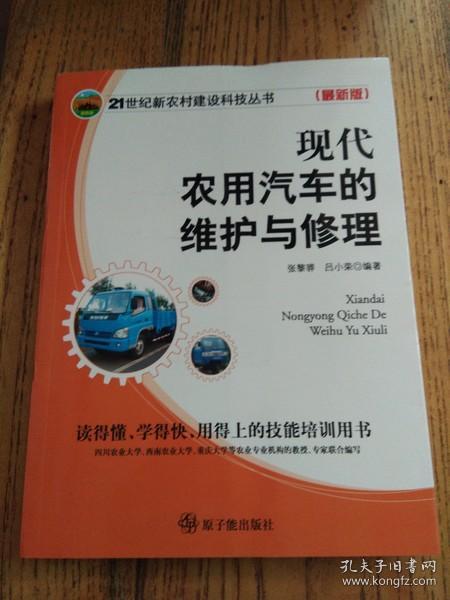 21世纪新农村建设科技丛书
（最新版）
现代
农用汽车的
维护与修理
张黎骅 吕小荣◎编著
Xiandai
Nongyong Qiche De
Weihu Yu Xiuli
读得懂、学得快、用得上的技能培训用书
四川农业大学、西南农业大学、重庆大学等农业专业机构的教授、专家联合编写
原子能出版社
孔夫子旧书网
www.kongfz.com